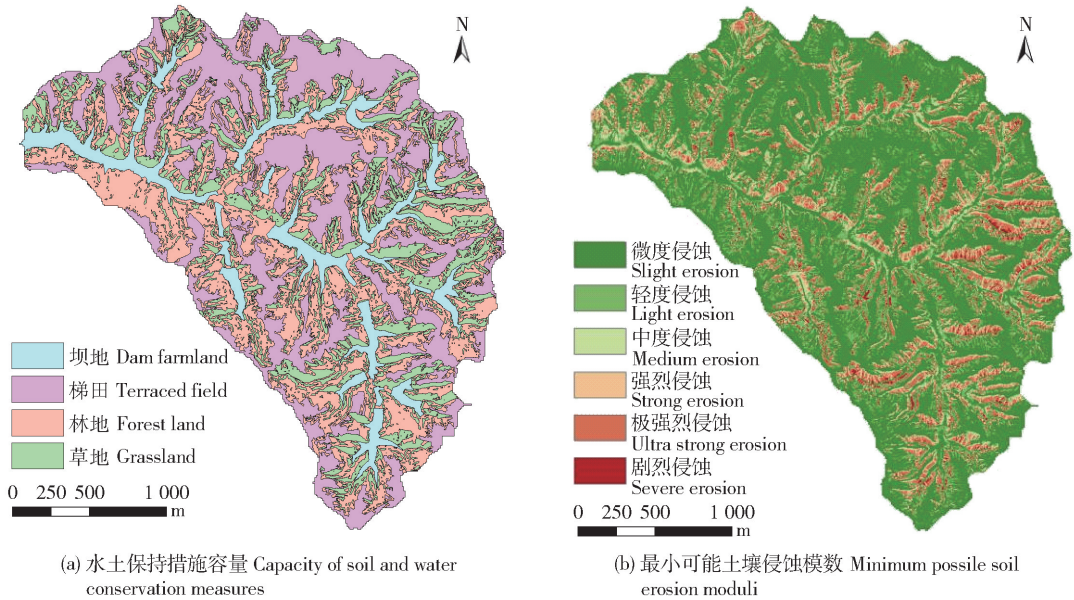 N
坝地 Dam farmland
梯田 Terraced field
林地 Forest land
草地 Grassland
0 250 500 1 000
m
(a) 水土保持措施容量 Capacity of soil and water
conservation measures
N
微度侵蚀
Slight erosion
轻度侵蚀
Light erosion
中度侵蚀
Medium erosion
强烈侵蚀
Strong erosion
极强烈侵蚀
Ultra strong erosion
剧烈侵蚀
Severe erosion
0 250 500 1 000
m
(b) 最小可能土壤侵蚀模数 Minimum possile soil
erosion moduli